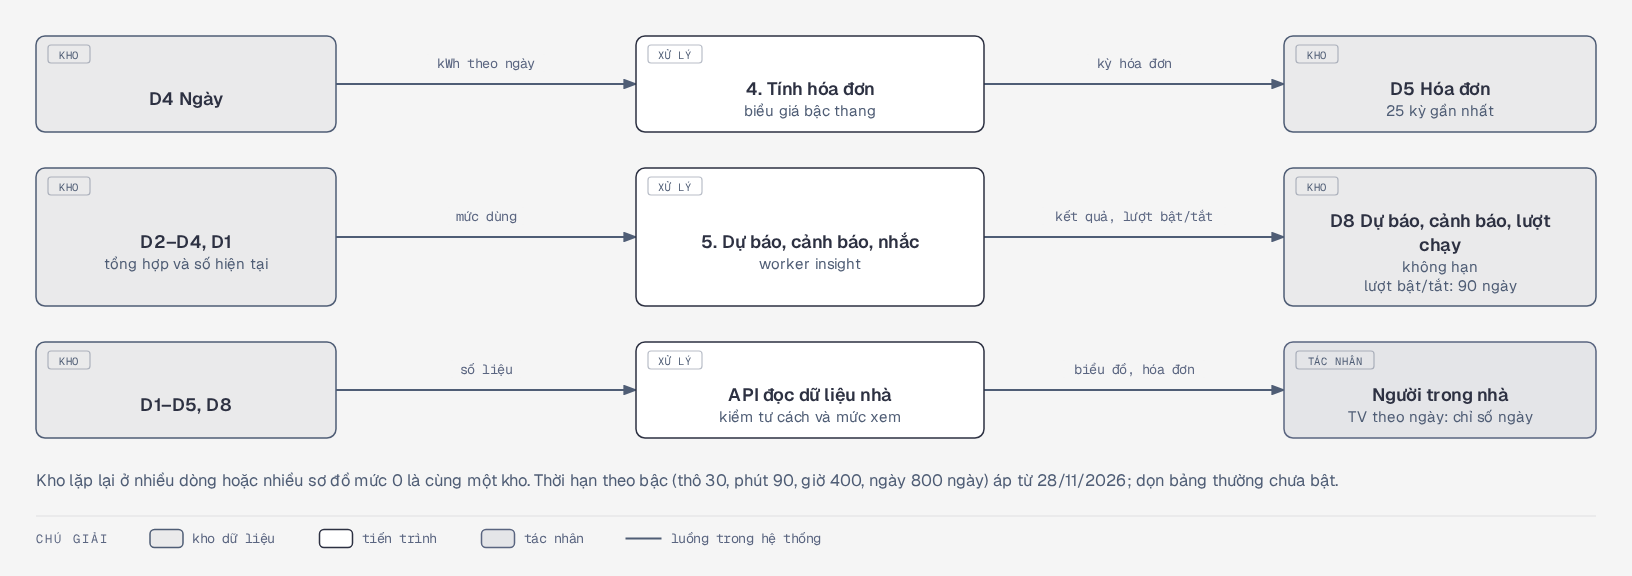 KHO
D4 Ngày
kWh theo ngày
XỬ LÝ
4. Tính hóa đơn
biểu giá bậc thang
kỳ hóa đơn
KHO
D5 Hóa đơn
25 kỳ gần nhất
KHO
D2–D4, D1
tổng hợp và số hiện tại
mức dùng
XỬ LÝ
5. Dự báo, cảnh báo, nhắc
worker insight
kết quả, lượt bật/tắt
KHO
D8 Dự báo, cảnh báo, lượt
chạy
không hạn
lượt bật/tắt: 90 ngày
KHO
D1–D5, D8
số liệu
XỬ LÝ
API đọc dữ liệu nhà
kiểm tư cách và mức xem
biểu đồ, hóa đơn
TÁC NHÂN
Người trong nhà
TV theo ngày: chỉ số ngày
Kho lặp lại ở nhiều dòng hoặc nhiều sơ đồ mức 0 là cùng một kho. Thời hạn theo bậc (thô 30, phút 90, giờ 400, ngày 800 ngày) áp từ 28/11/2026; dọn bảng thường chưa bật.
CHÚ GIẢI
kho dữ liệu
tiến trình
tác nhân
luồng trong hệ thống